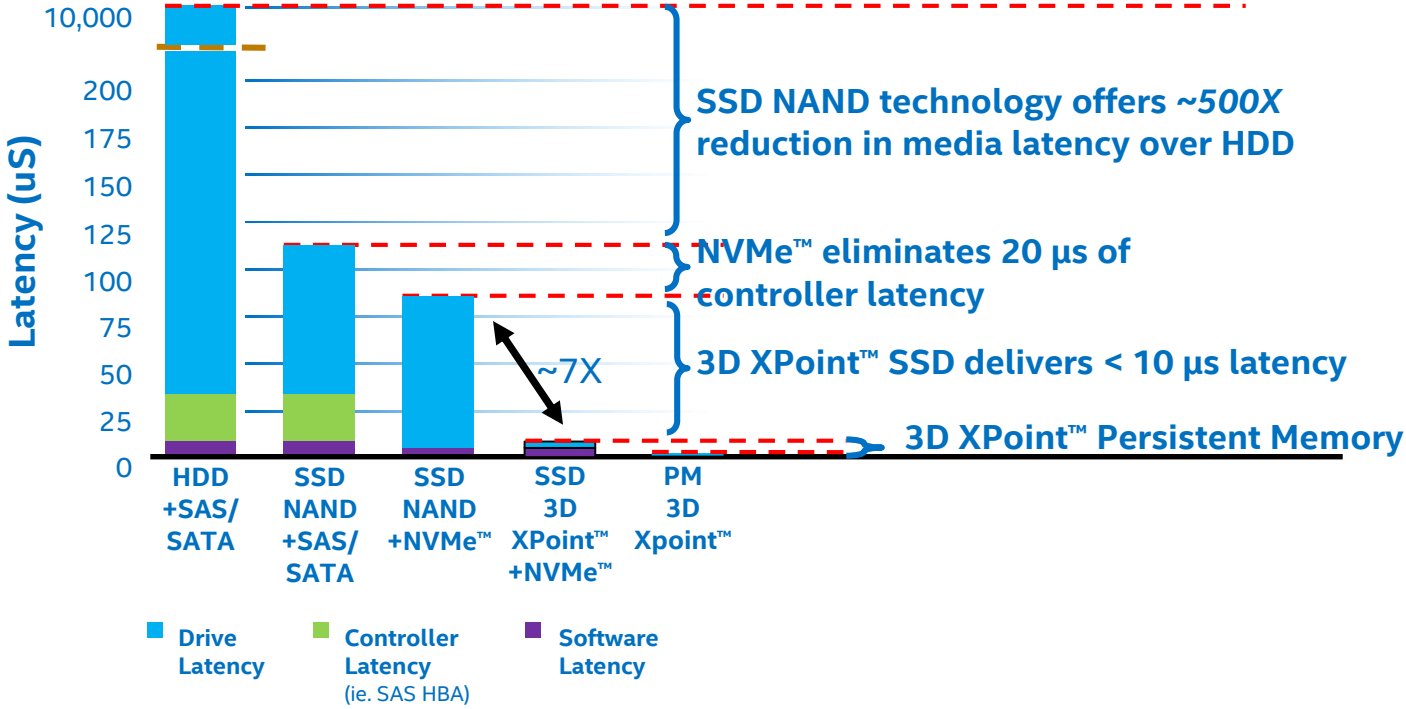 10,000
200
175
150
125
100
75
50
25
0
Latency (uS)
SSD NAND technology offers ~500X
reduction in media latency over HDD
NVMe™ eliminates 20 µs of
controller latency
~7X
3D XPoint™ SSD delivers < 10 µs latency
3D XPoint™ Persistent Memory
HDD
+SAS/
SATA
SSD
NAND
+SAS/
SATA
SSD
NAND
+NVMe™
SSD
3D
XPoint™
+NVMe™
PM
3D
Xpoint™
Drive
Latency
Controller
Latency
(ie. SAS HBA)
Software
Latency